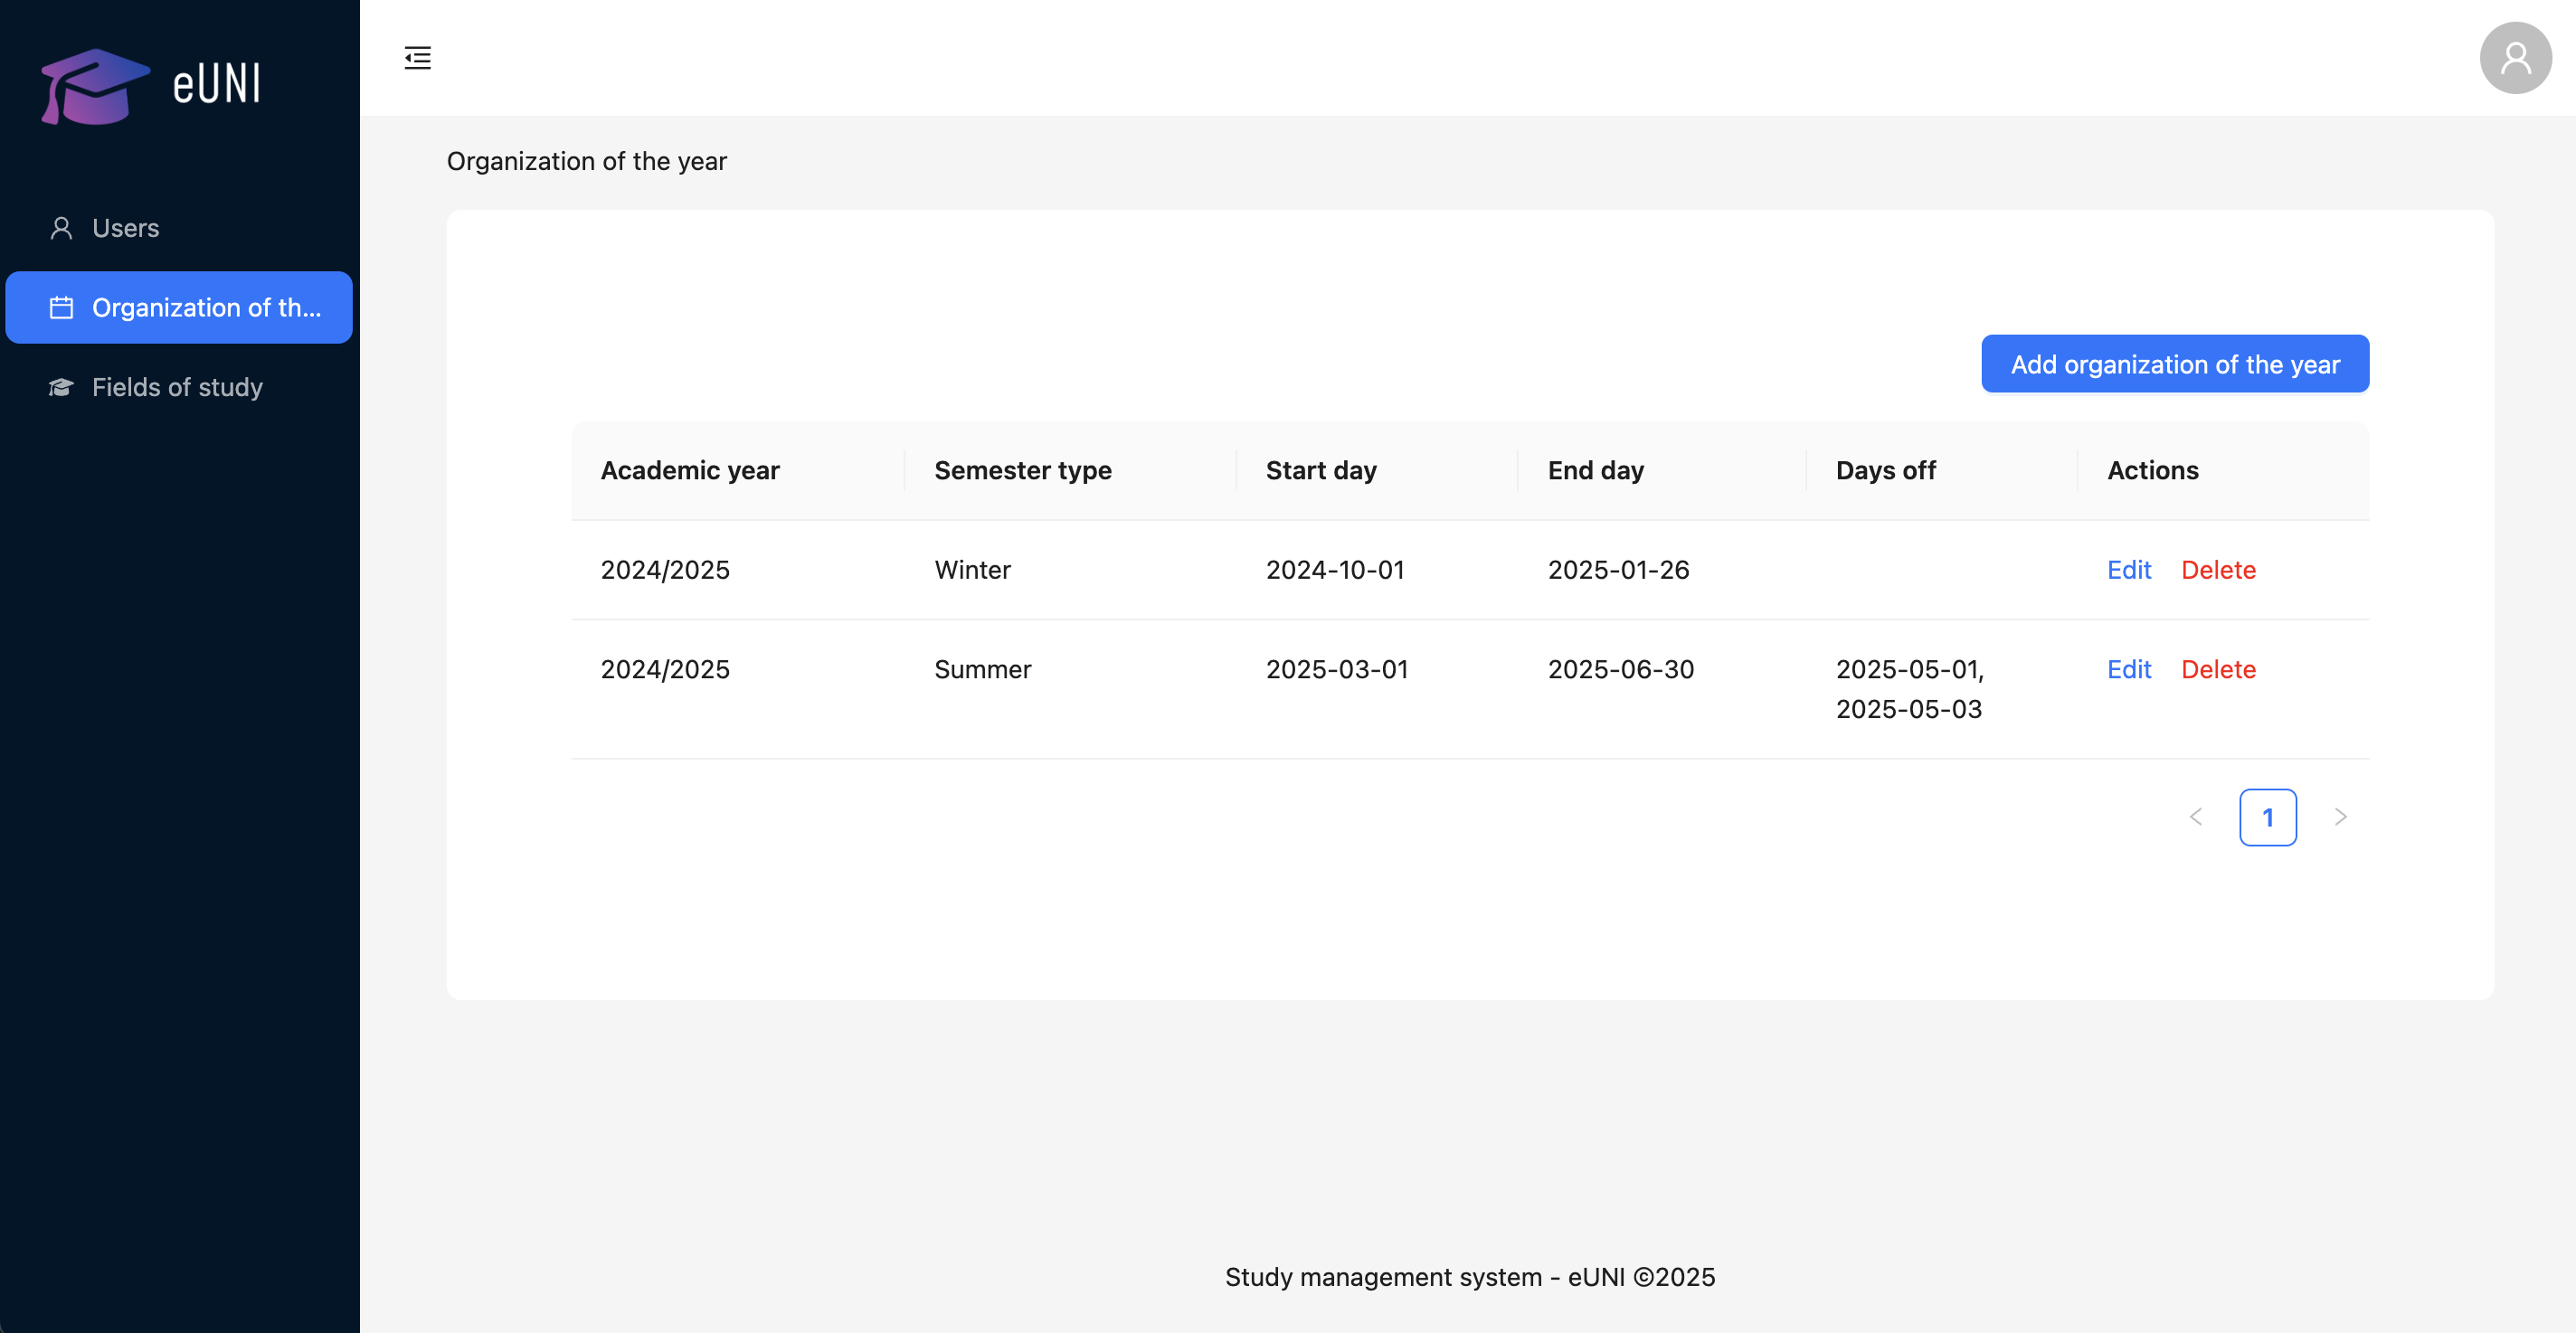 eUNI
Users
Organization of th...
Fields of study
Organization of the year
Add organization of the year
Academic year Semester type Start day End day Days off Actions
2024/2025 Winter 2024-10-01 2025-01-26 Edit Delete
2024/2025 Summer 2025-03-01 2025-06-30 2025-05-01, Edit Delete
2025-05-03
1
Study management system - eUNI ©2025